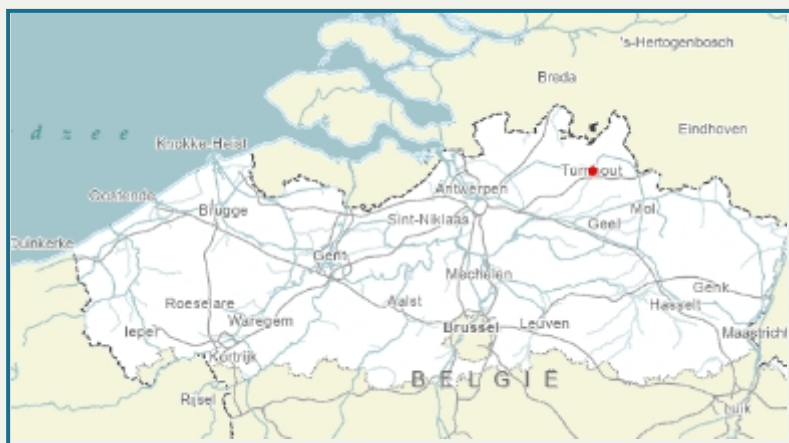 's-Hertogenbosch
Breda
Eindhoven
d z e e
Knokke-Heist
Turnhout
Oostende
Antwerpen
Brugge
Sint-Niklaas
Mol
Geel
Duinkerke
Gent
Mechelen
Genk
Roeselare
Aalst
Hasselt
Waregem
Brussel
Leuven
Ieper
Maastricht
Kortrijk
BELGIË
Rijsel
Luik